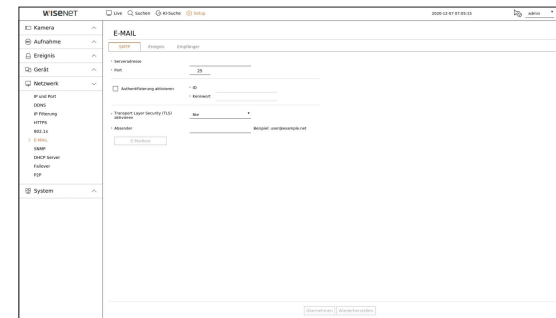 WISENET
Live Suchen AI-Suche Setup
2020-12-07 07:05:33
admin
Kamera
Aufnahme
Ereignis
Gerät
Netzwerk
IP und Port
DDNS
IP Filterung
HTTPS
802.1x
E-MAIL
SNMP
DHCP Server
Failover
P2P
System
E-MAIL
SMTP Ereignis Empfänger
Serveradresse
Port 25
Authentifizierung aktivieren
ID
Kennwort
Transport Layer Security (TLS) aktivieren
Nie
Absender
Beispiel: user@example.net
E-Mailtest
Übernehmen Wiederherstellen